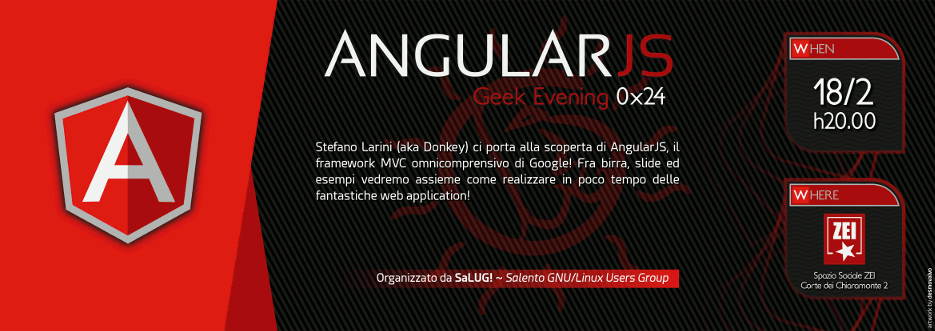 A
ANGULARJS
Geek Evening 0x24
Stefano Larini (aka Donkey) ci porta alla scoperta di AngularJS, il
framework MVC omnicomprensivo di Google! Fra birra, slide ed
esempi vedremo assieme come realizzare in poco tempo delle
fantastiche web application!
Organizzato da SaLUG! ~ Salento GNU/Linux Users Group
WHEN
18/2
h20.00
WHERE
ZEI
Spazio Sociale ZEI
Corte dei Chiaromonte 2
artwork by